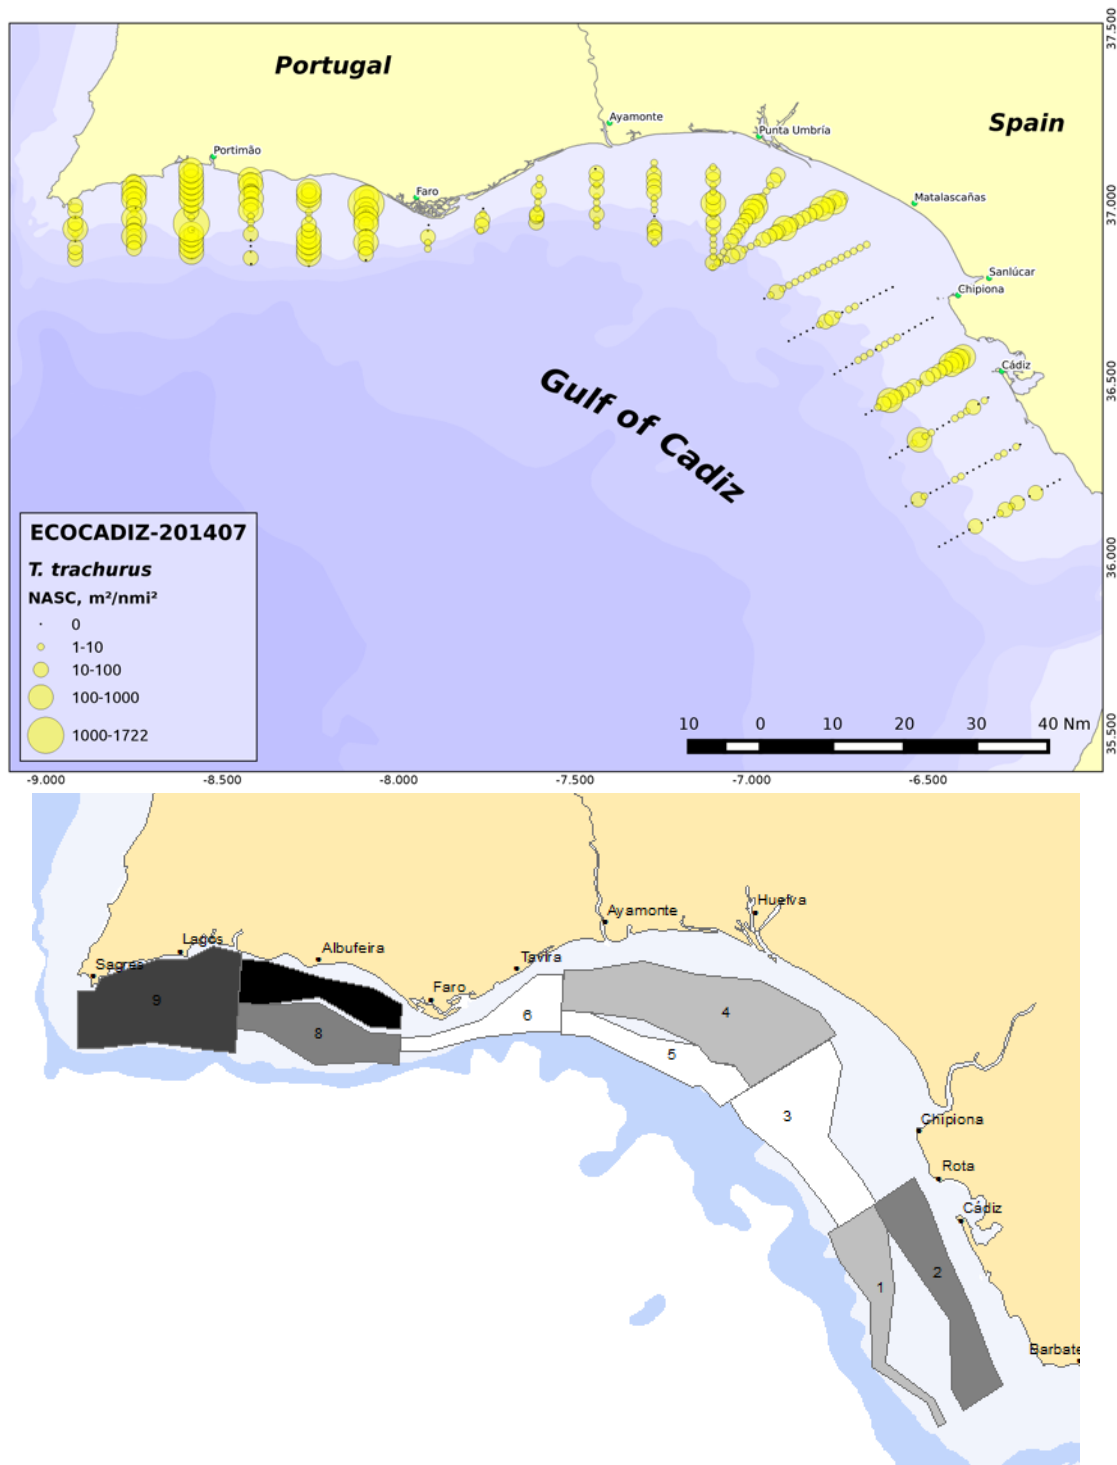 Portugal
Spain
Ayamonte
Punta Umbría
Portimão
Faro
Matalascañas
Sanlúcar
Chipiona
Cádiz
Gulf of Cadiz
37.500
37.000
36.500
36.000
35.500
ECOCADIZ-201407
T. trachurus
NASC, m²/nmi²
0
1-10
10-100
100-1000
1000-1722
10 0 10 20 30 40 Nm
-9.000 -8.500 -8.000 -7.500 -7.000 -6.500
Huelva
Ayamonte
Lagos
Albufeira
Tavira
Sagres
Faro
9
8
6
5
4
3
Chipiona
Rota
Cádiz
2
1
Barbate